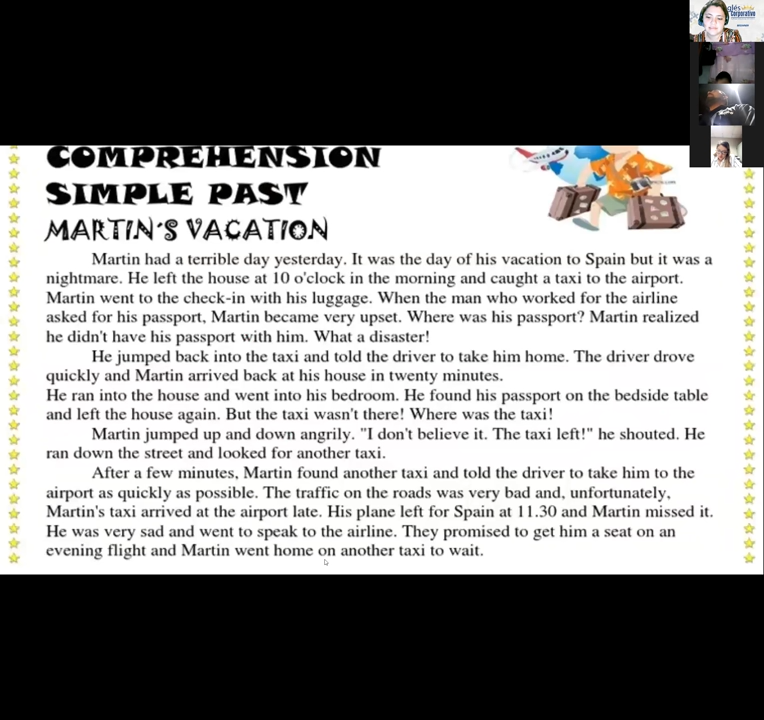 glés
Corporativo
COMPREHENSION
SIMPLE PAST
MARTIN´S VACATION
Martin had a terrible day yesterday. It was the day of his vacation to Spain but it was a
nightmare. He left the house at 10 o'clock in the morning and caught a taxi to the airport.
Martin went to the check-in with his luggage. When the man who worked for the airline
asked for his passport, Martin became very upset. Where was his passport? Martin realized
he didn't have his passport with him. What a disaster!
He jumped back into the taxi and told the driver to take him home. The driver drove
quickly and Martin arrived back at his house in twenty minutes.
He ran into the house and went into his bedroom. He found his passport on the bedside table
and left the house again. But the taxi wasn't there! Where was the taxi!
Martin jumped up and down angrily. "I don't believe it. The taxi left!" he shouted. He
ran down the street and looked for another taxi.
After a few minutes, Martin found another taxi and told the driver to take him to the
airport as quickly as possible. The traffic on the roads was very bad and, unfortunately,
Martin's taxi arrived at the airport late. His plane left for Spain at 11.30 and Martin missed it.
He was very sad and went to speak to the airline. They promised to get him a seat on an
evening flight and Martin went home on another taxi to wait.